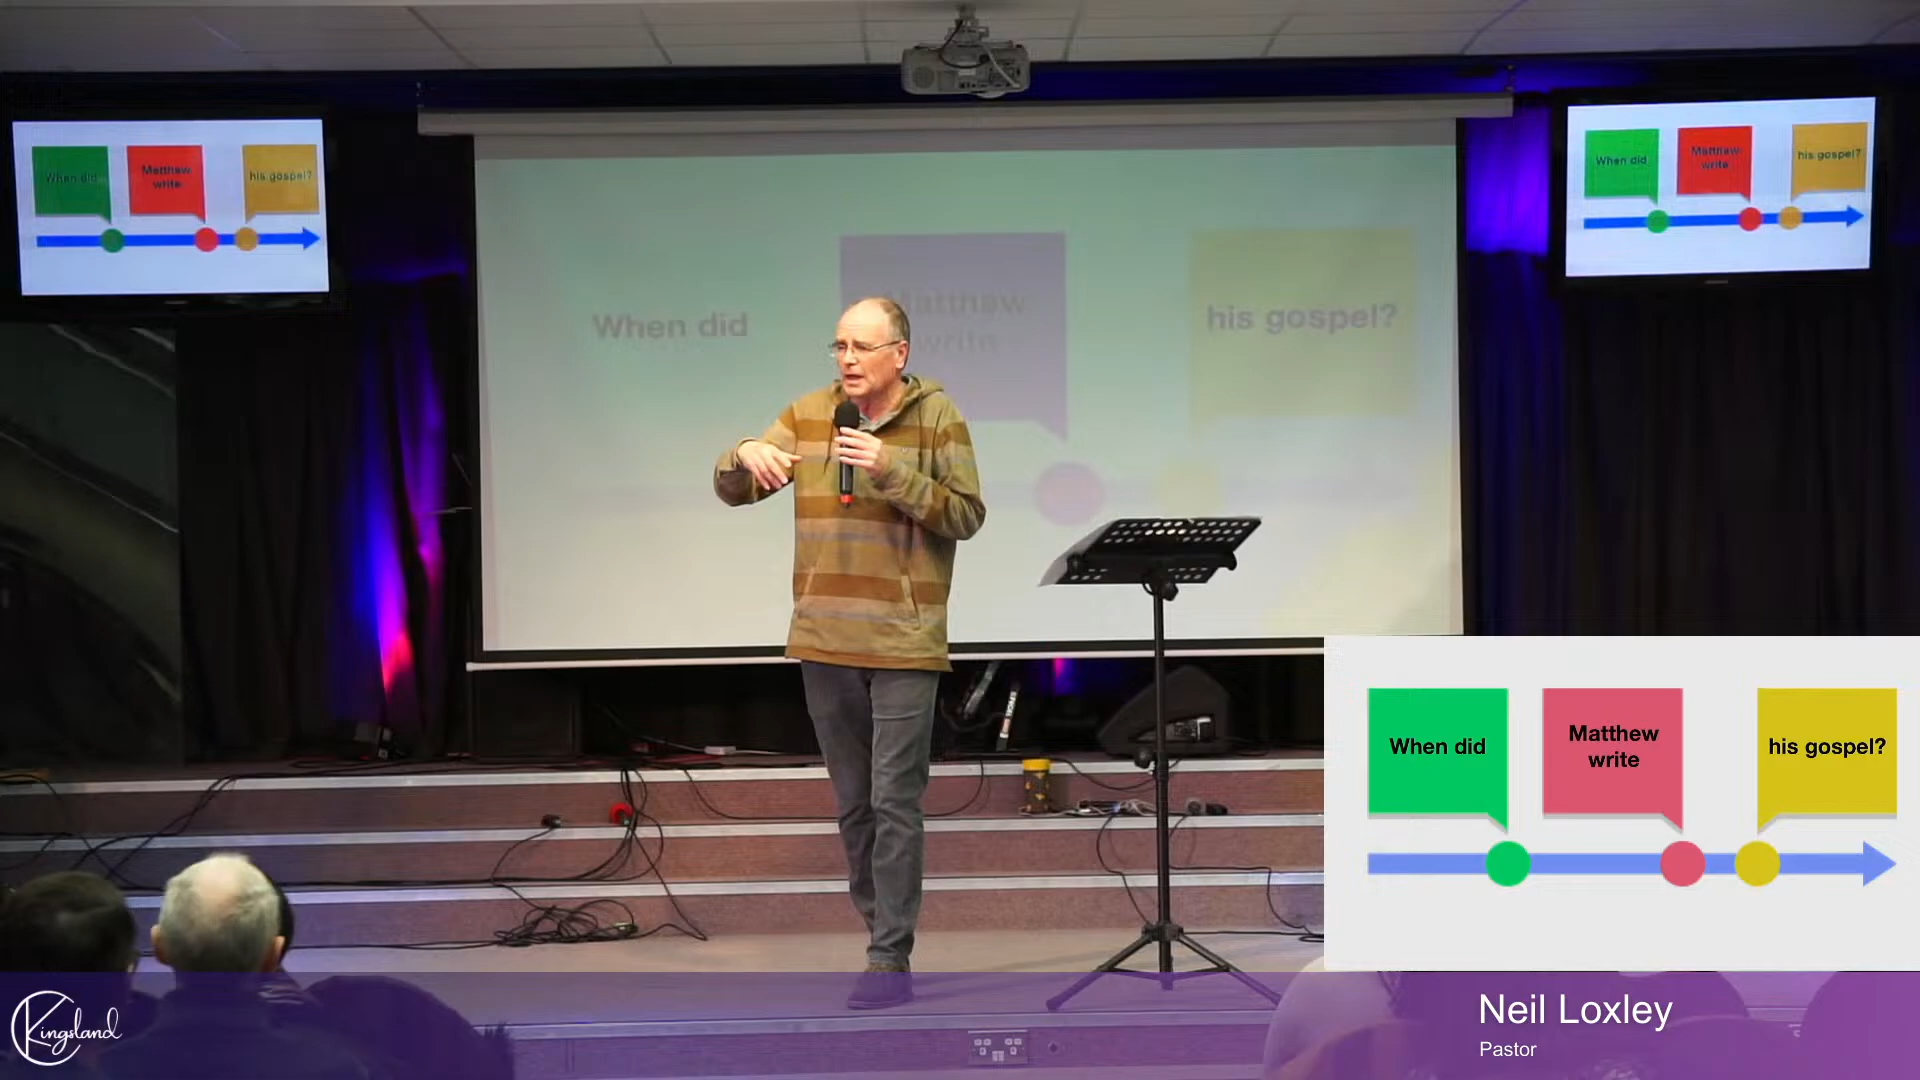 When did
Matthew
write
his gospel?
When did
Matthew
write
his gospel?
When did
Matthew
write
his gospel?
When did
Matthew
write
his gospel?
Kingsland
Neil Loxley
Pastor